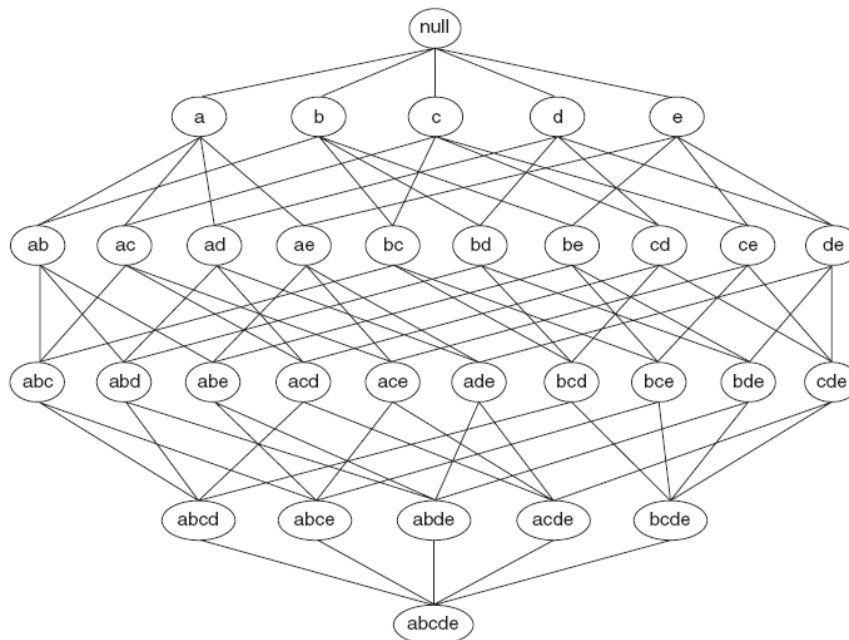 null
a b c d e
ab ac ad ae bc bd be cd ce de
abc abd abe acd ace ade bcd bce bde cde
abcd abce abde acde bcde
abcde